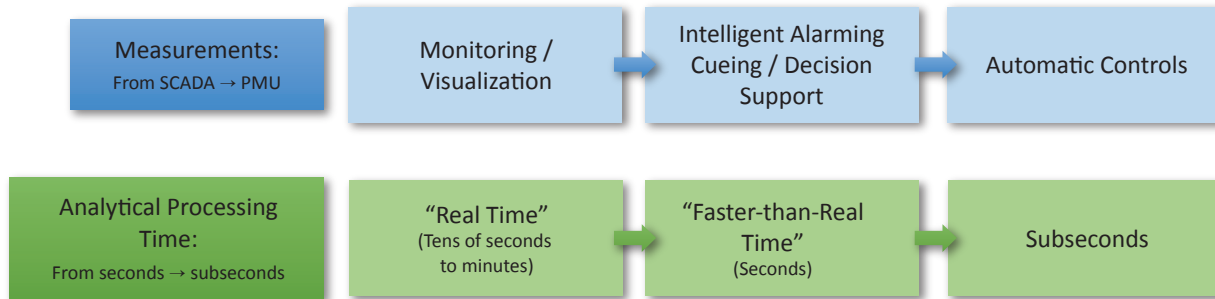 Measurements:
From SCADA → PMU
Monitoring /
Visualization
Intelligent Alarming
Cueing / Decision
Support
Automatic Controls
Analytical Processing
Time:
From seconds → subseconds
“Real Time”
(Tens of seconds
to minutes)
“Faster-than-Real
Time”
(Seconds)
Subseconds